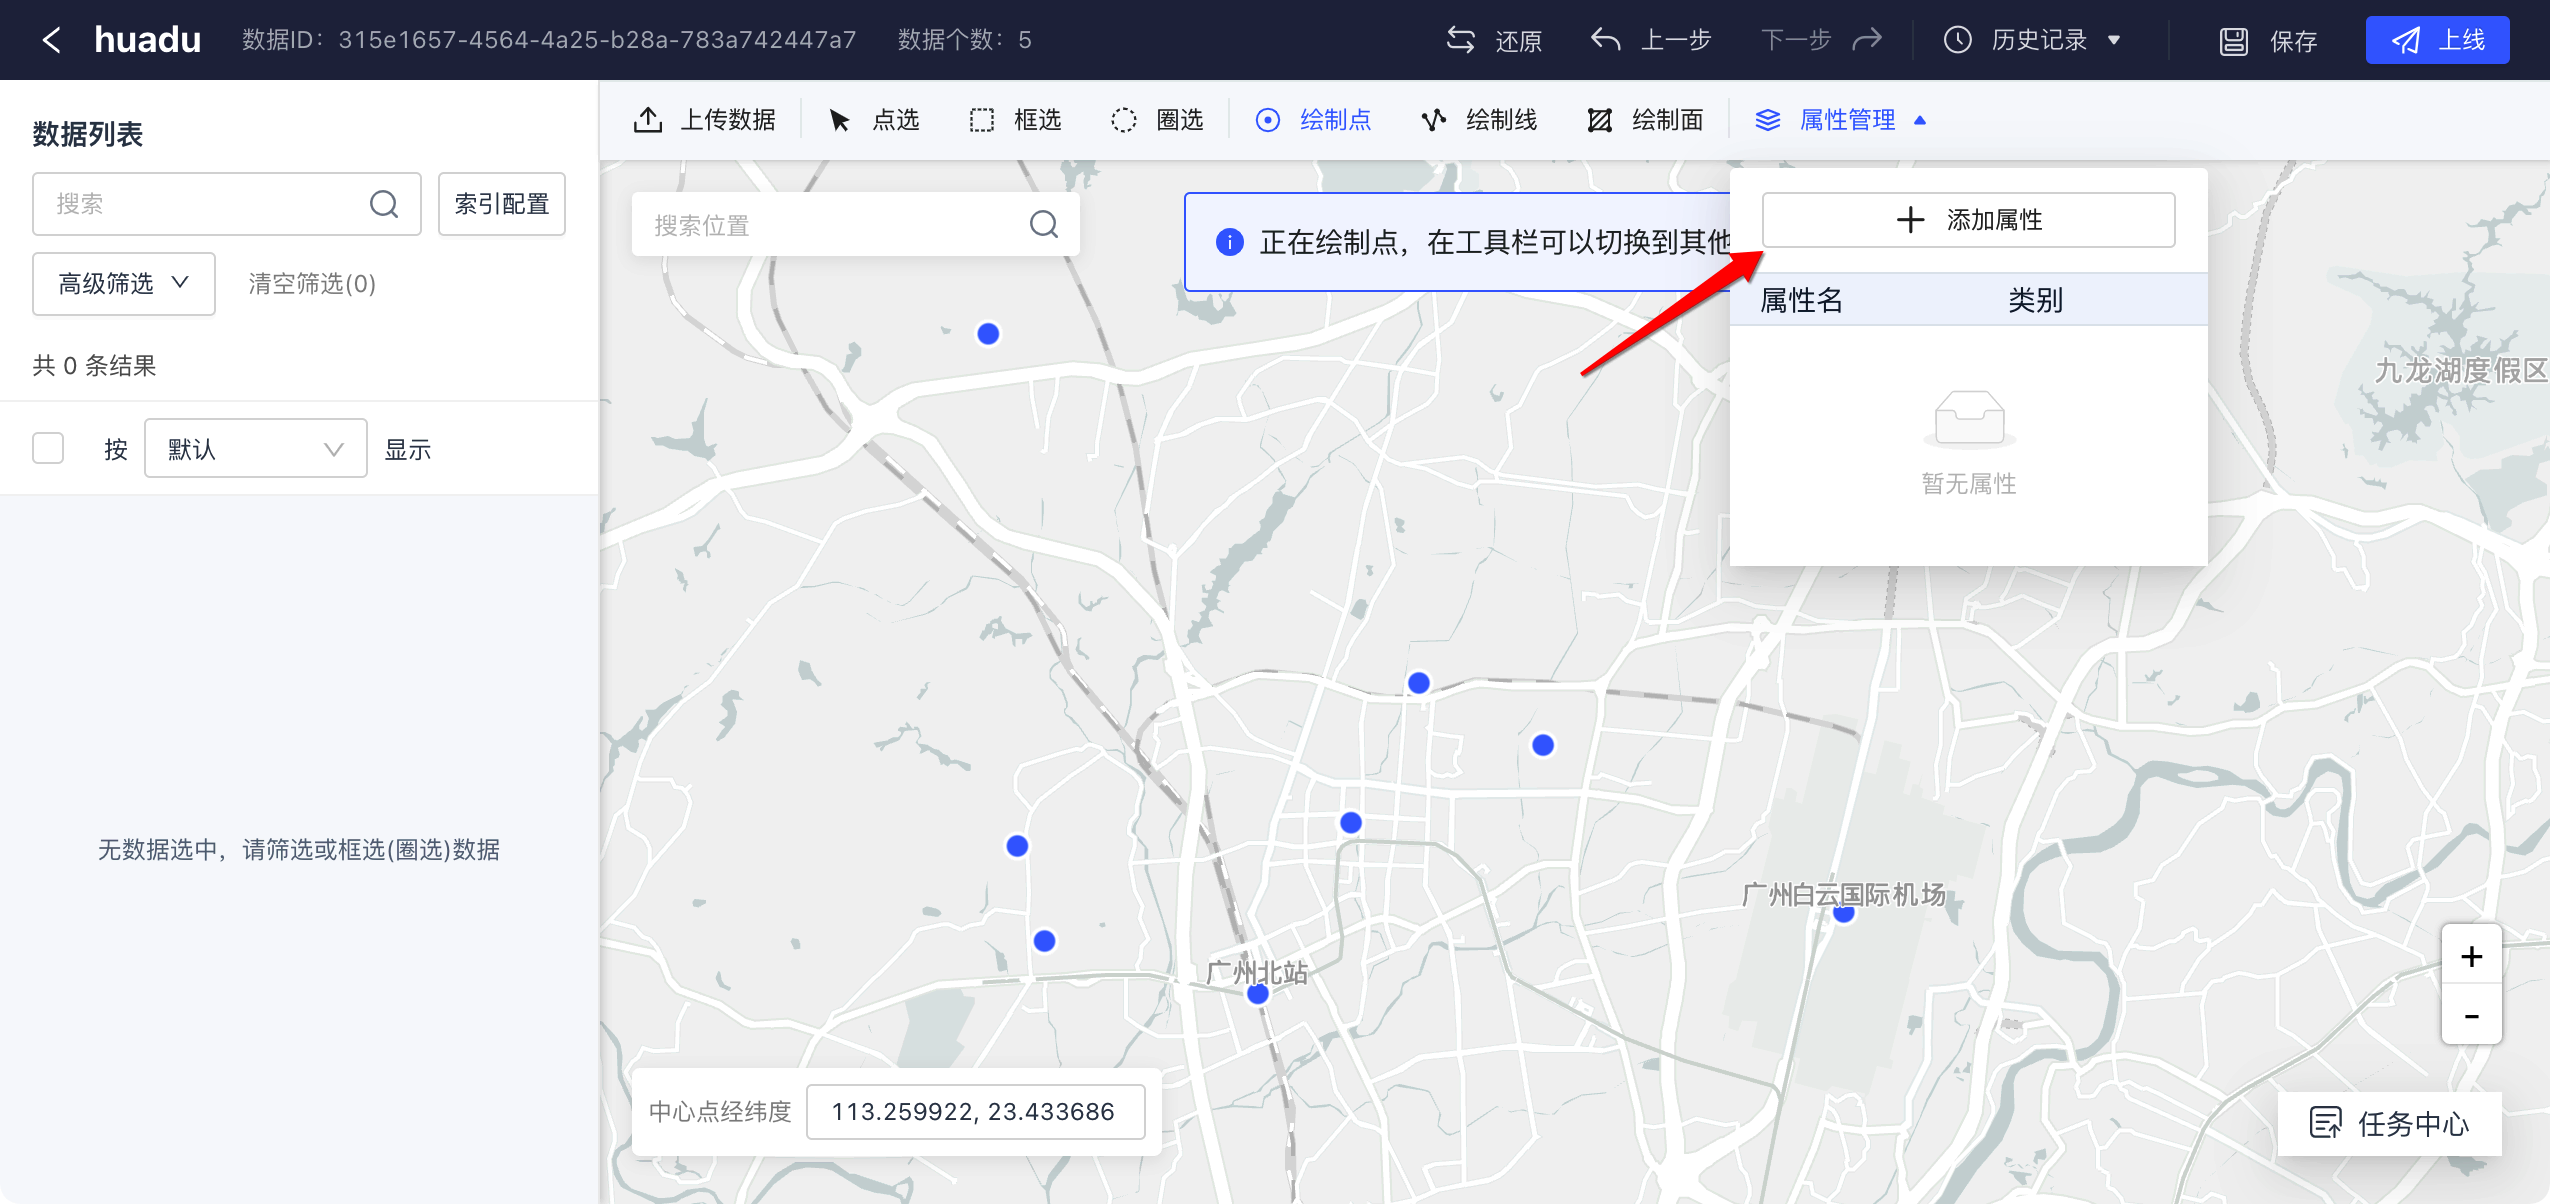 huadu
数据ID：315e1657-4564-4a25-b28a-783a742447a7
数据个数：5
还原
上一步
下一步
历史记录
保存
上线
数据列表
搜索
索引配置
高级筛选
清空筛选(0)
共 0 条结果
按
默认
显示
无数据选中，请筛选或框选(圈选)数据
上传数据
点选
框选
圈选
绘制点
绘制线
绘制面
属性管理
搜索位置
正在绘制点，在工具栏可以切换到其他
添加属性
属性名
类别
暂无属性
九龙湖度假区
广州白云国际机场
广州北站
中心点经纬度
113.259922, 23.433686
+
-
任务中心